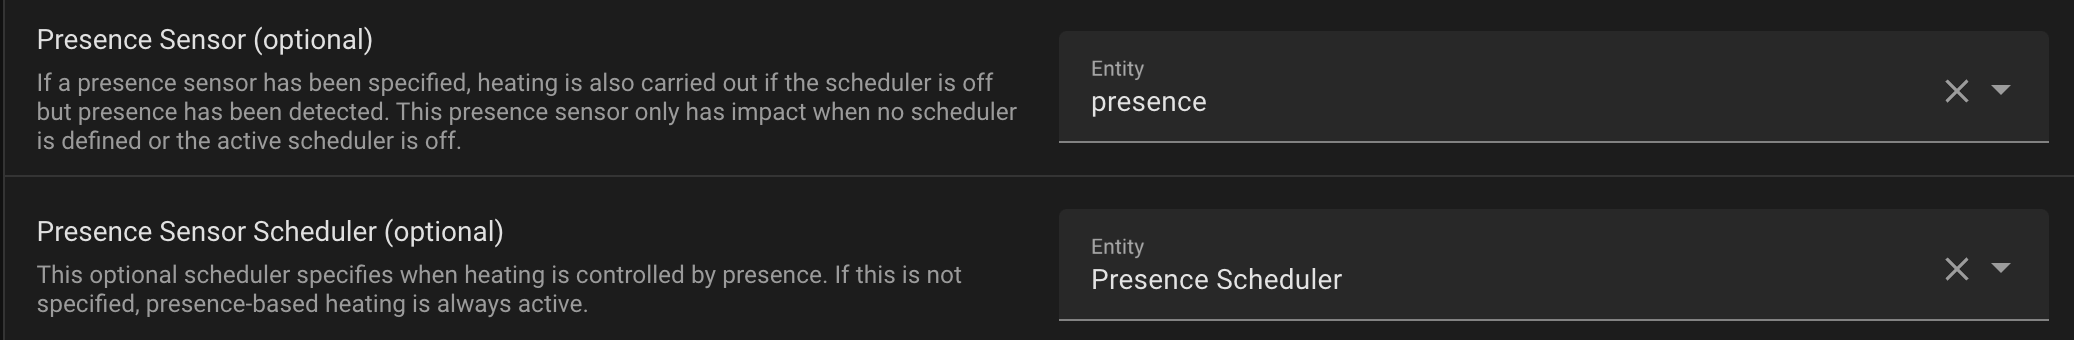 Presence Sensor (optional)
If a presence sensor has been specified, heating is also carried out if the scheduler is off
but presence has been detected. This presence sensor only has impact when no scheduler
is defined or the active scheduler is off.
Entity
presence
Presence Sensor Scheduler (optional)
This optional scheduler specifies when heating is controlled by presence. If this is not
specified, presence-based heating is always active.
Entity
Presence Scheduler